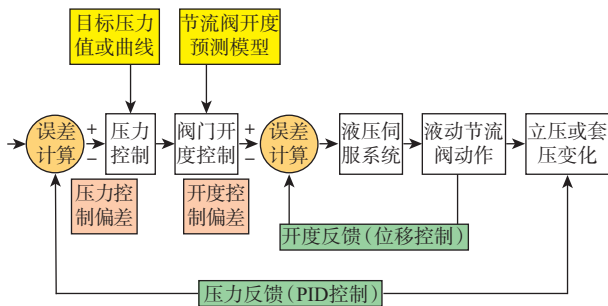 目标压力
值或曲线
节流阀开度
预测模型
误差
计算
+
−
压力
控制
阀门开
度控制
+
−
误差
计算
液压伺
服系统
液动节流
阀动作
立压或套
压变化
压力控
制偏差
开度控
制偏差
开度反馈(位移控制)
压力反馈(PID控制)